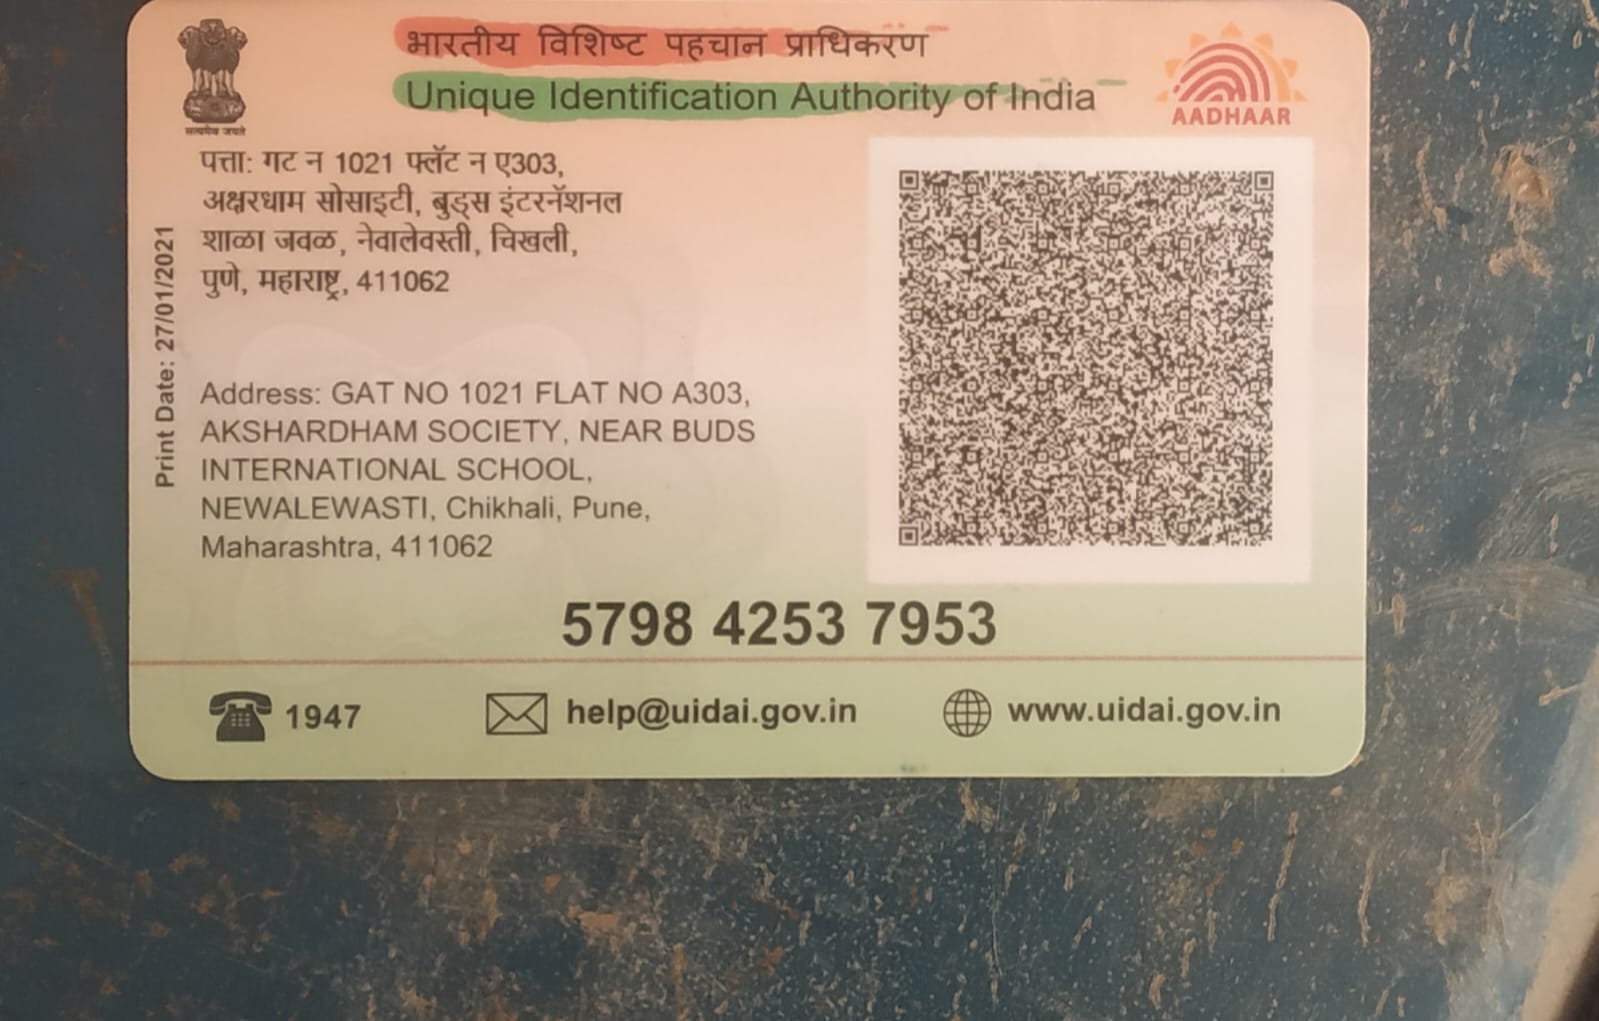 भारतीय विशिष्ट पहचान प्राधिकरण
Unique Identification Authority of India
सत्यमेव जयते
AADHAAR
पत्ता: गट न 1021 फ्लॅट न ए303,
अक्षरधाम सोसाइटी, बुड्स इंटरनॅशनल
शाळा जवळ, नेवालेवस्ती, चिखली,
पुणे, महाराष्ट्र, 411062
Print Date: 27/01/2021
Address: GAT NO 1021 FLAT NO A303,
AKSHARDHAM SOCIETY, NEAR BUDS
INTERNATIONAL SCHOOL,
NEWALEWASTI, Chikhali, Pune,
Maharashtra, 411062
5798 4253 7953
1947
help@uidai.gov.in
www.uidai.gov.in